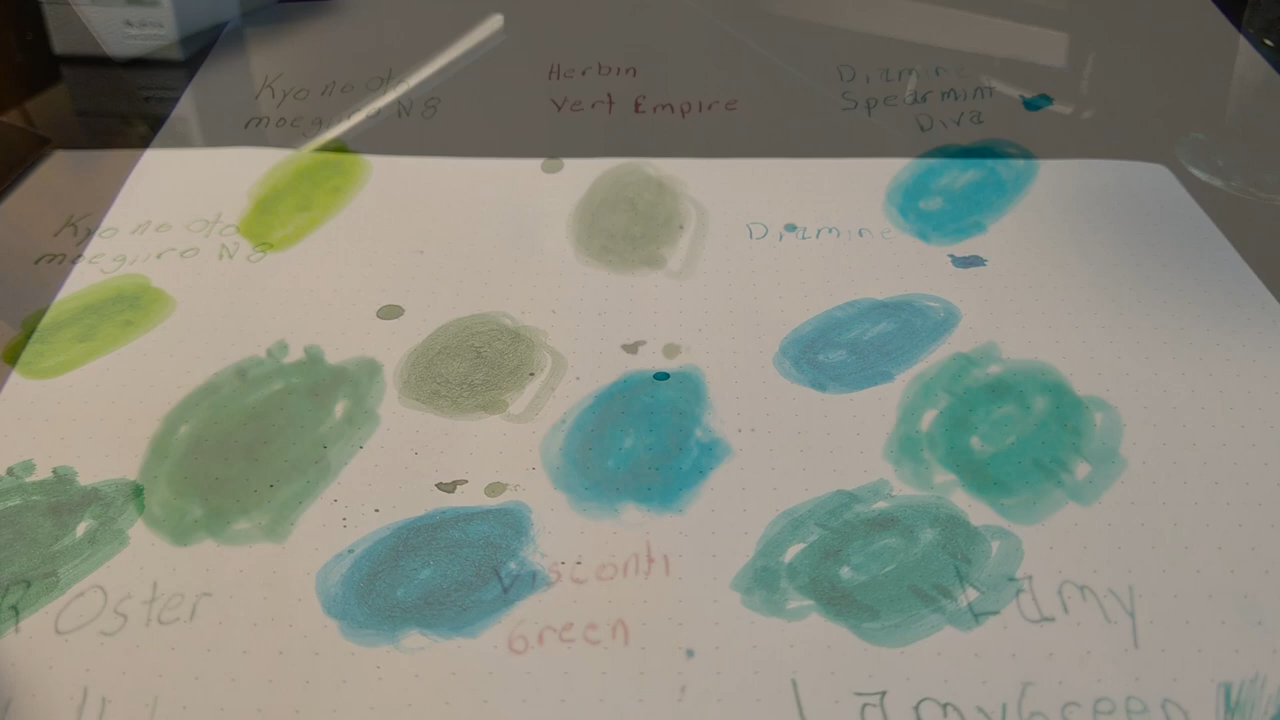 Kyo no oto
moegiiro N8
Herbin
Vert Empire
Diamine
Spearmint
Diva
Kyo no oto
moegiiro N8
Diamine
R Oster
Visconti
Green
Lamy
LamyGreen